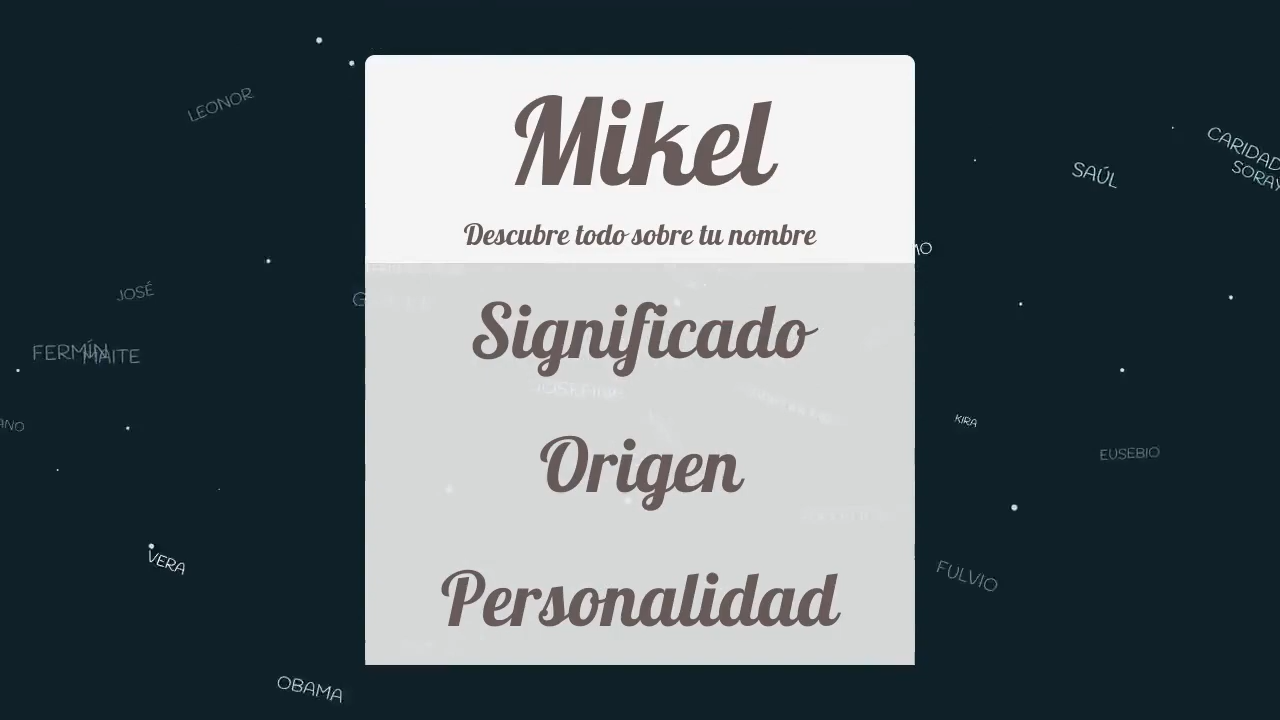 Mikel
Descubre todo sobre tu nombre
Significado
Origen
Personalidad
LEONOR
JOSÉ
FERMÍN
MAITE
VERA
OBAMA
SAÚL
CARIDAD
KIRA
EUSEBIO
FULVIO